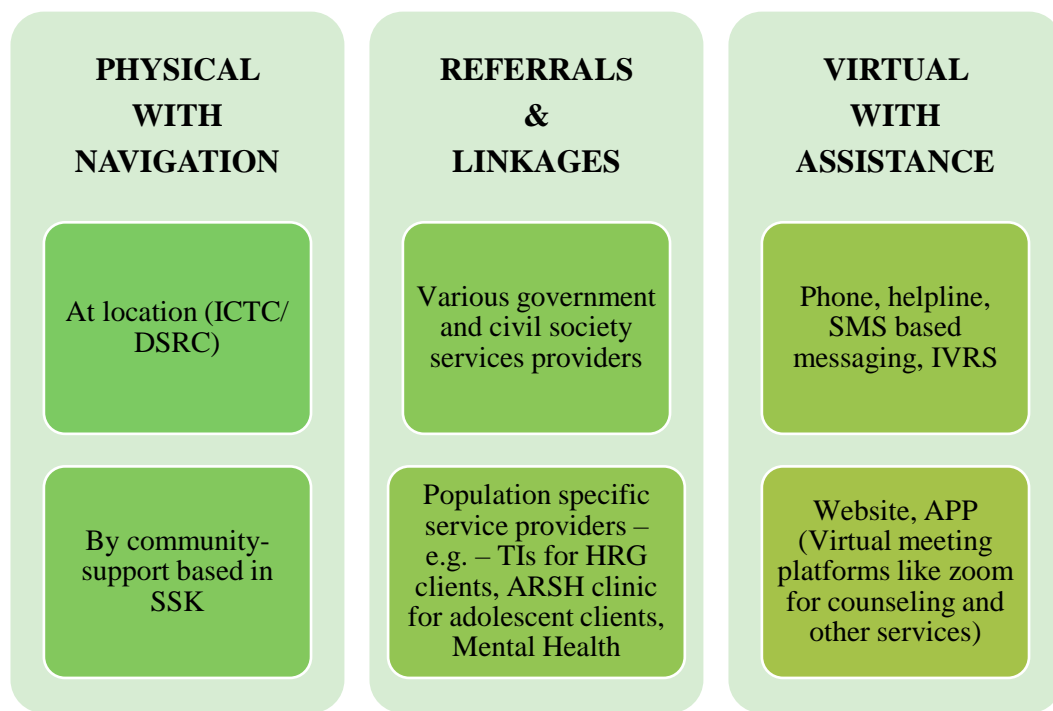 PHYSICAL
WITH
NAVIGATION
At location (ICTC/
DSRC)
By community-
support based in
SSK
REFERRALS
&
LINKAGES
Various government
and civil society
services providers
Population specific
service providers –
e.g. – TIs for HRG
clients, ARSH clinic
for adolescent clients,
Mental Health
VIRTUAL
WITH
ASSISTANCE
Phone, helpline,
SMS based
messaging, IVRS
Website, APP
(Virtual meeting
platforms like zoom
for counseling and
other services)